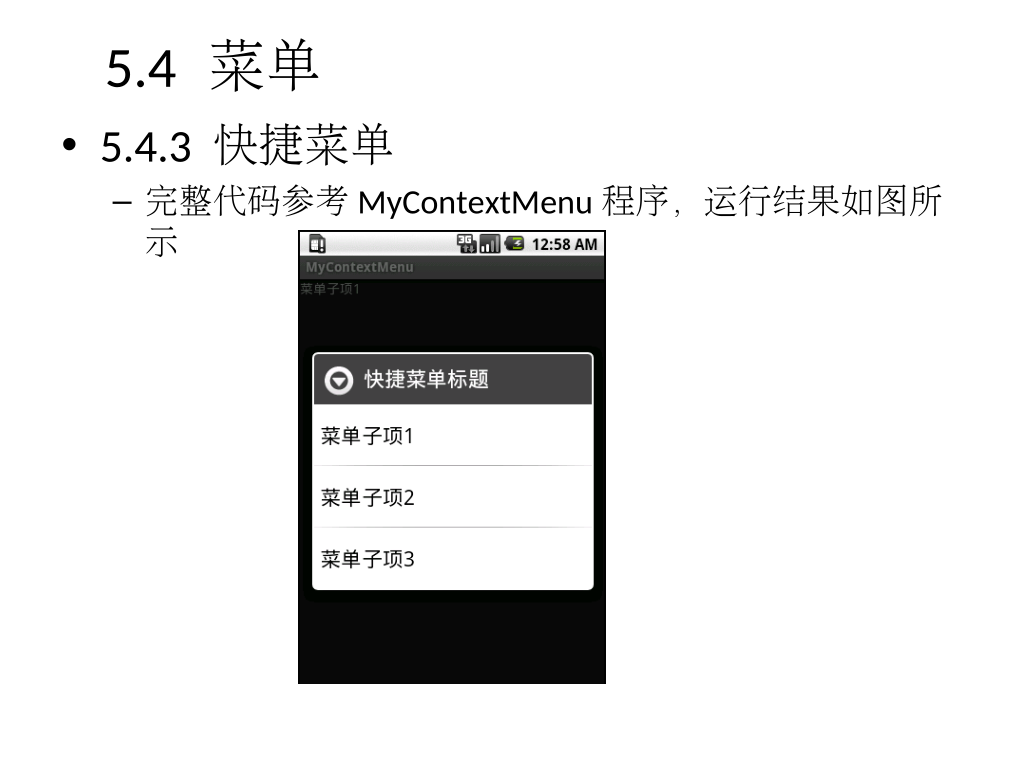 5.4 菜单
• 5.4.3 快捷菜单
– 完整代码参考 MyContextMenu 程序，运行结果如图所
示
3G 12:58 AM
MyContextMenu
菜单子项1
快捷菜单标题
菜单子项1
菜单子项2
菜单子项3